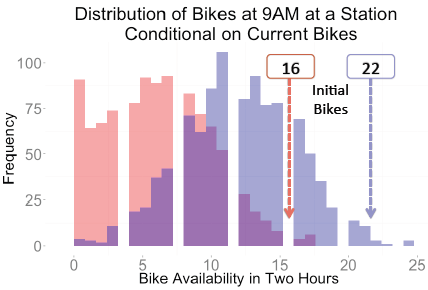 Distribution of Bikes at 9AM at a Station
Conditional on Current Bikes
16
22
Initial
Bikes
Frequency
100
75
50
25
0
0
5
10
15
20
25
Bike Availability in Two Hours